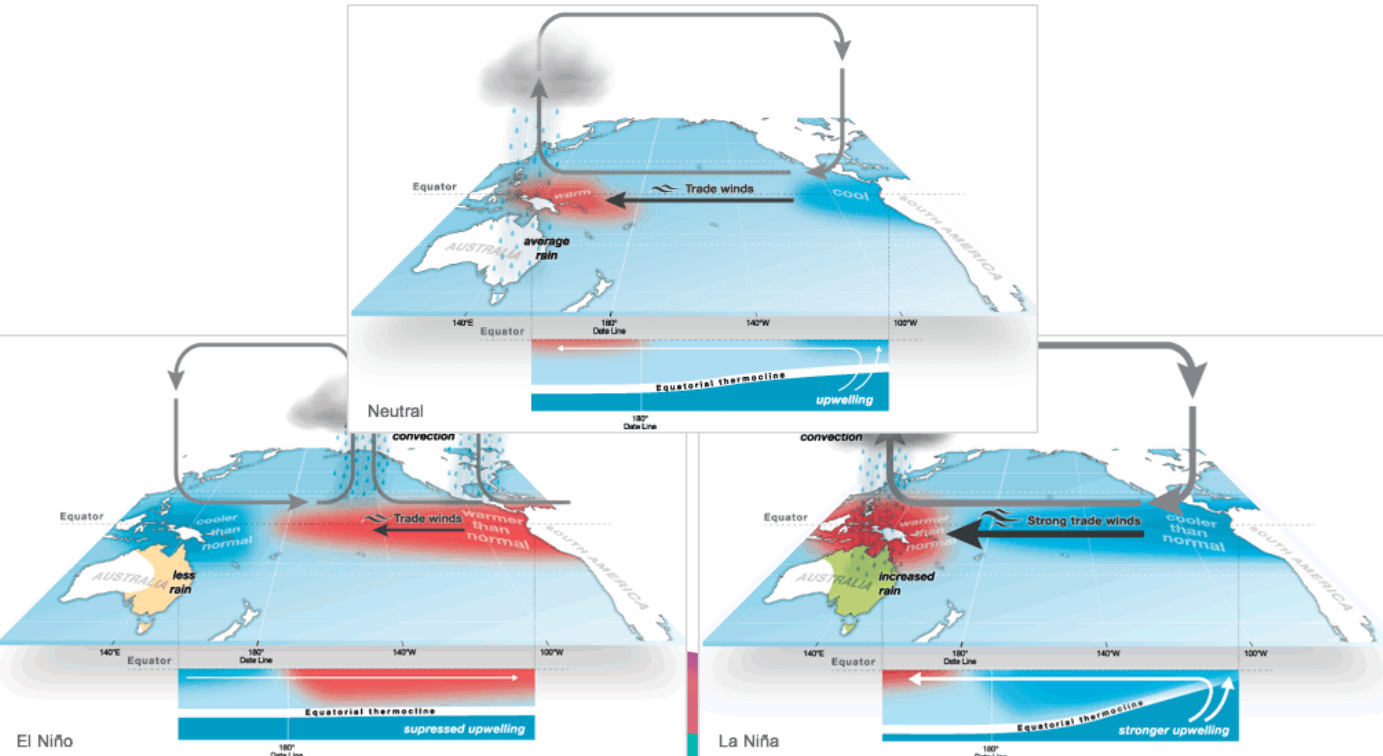 Equator
Trade winds
warm
cool
AUSTRALIA
average
rain
SOUTH AMERICA
140°E
180°
Date Line
140°W
100°W
Equator
Equatorial thermocline
upwelling
Neutral
180°
Date Line
convection
Equator
cooler
than
normal
Trade winds
warmer
than
normal
AUSTRALIA
less
rain
SOUTH AMERICA
140°E
180°
Date Line
140°W
100°W
Equator
Equatorial thermocline
supressed upwelling
El Niño
180°
Date Line
convection
Equator
warmer
than
normal
Strong trade winds
cooler
than
normal
AUSTRALIA
increased
rain
SOUTH AMERICA
140°E
180°
Date Line
140°W
100°W
Equator
Equatorial thermocline
stronger upwelling
La Niña
180°
Date Line